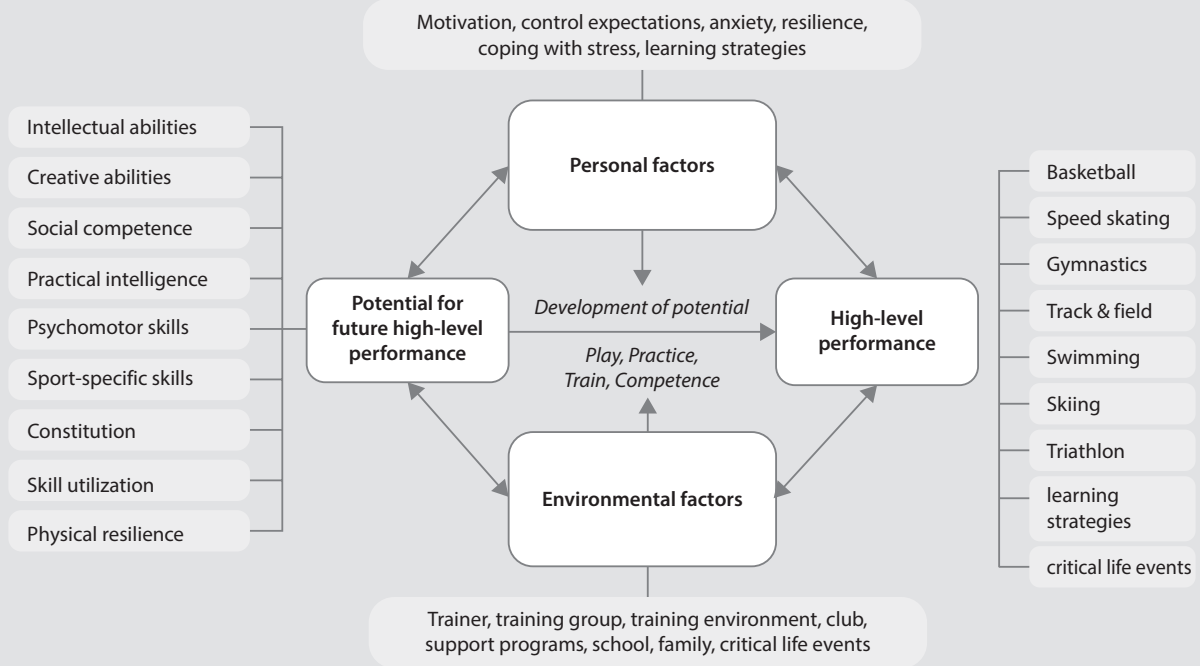 Motivation, control expectations, anxiety, resilience,
coping with stress, learning strategies
Intellectual abilities
Creative abilities
Social competence
Practical intelligence
Psychomotor skills
Sport-specific skills
Constitution
Skill utilization
Physical resilience
Personal factors
Potential for
future high-level
performance
Development of potential
Play, Practice,
Train, Competence
High-level
performance
Environmental factors
Basketball
Speed skating
Gymnastics
Track & field
Swimming
Skiing
Triathlon
learning
strategies
critical life events
Trainer, training group, training environment, club,
support programs, school, family, critical life events